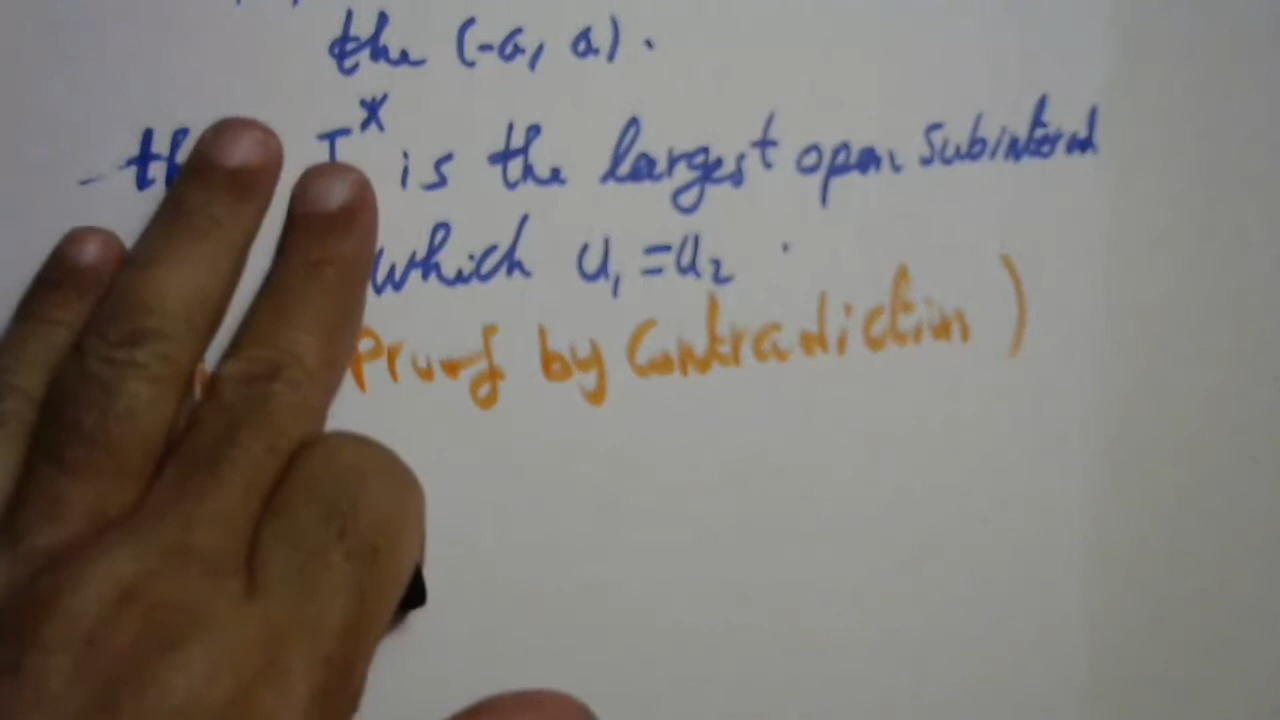 the (-a, a).
I* is the largest open subinterval
which u₁ = u₂
Proof by Contradiction )